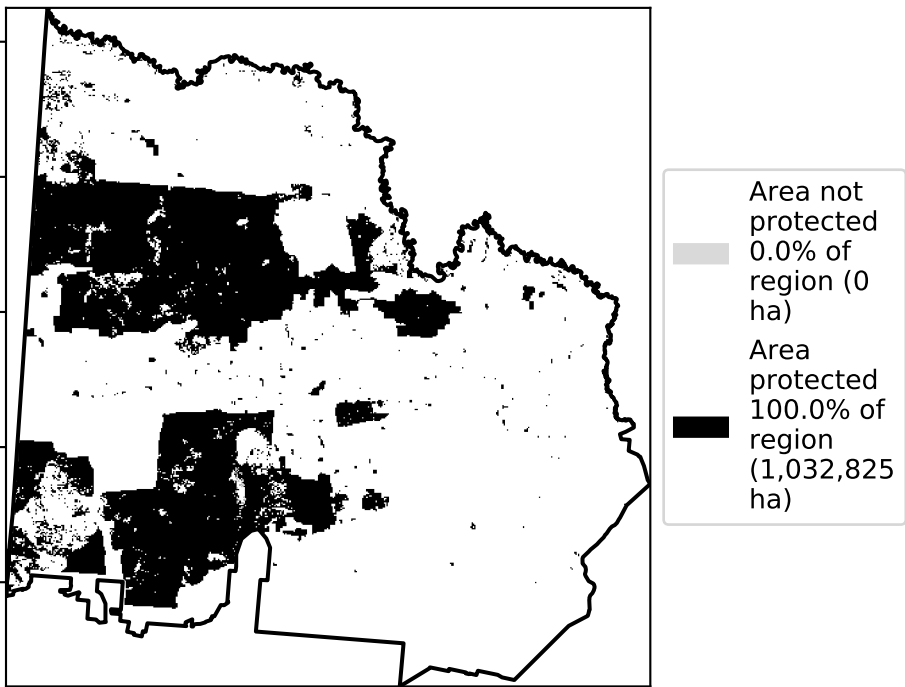 Area not
protected
0.0% of
region (0
ha)
Area
protected
100.0% of
region
(1,032,825
ha)